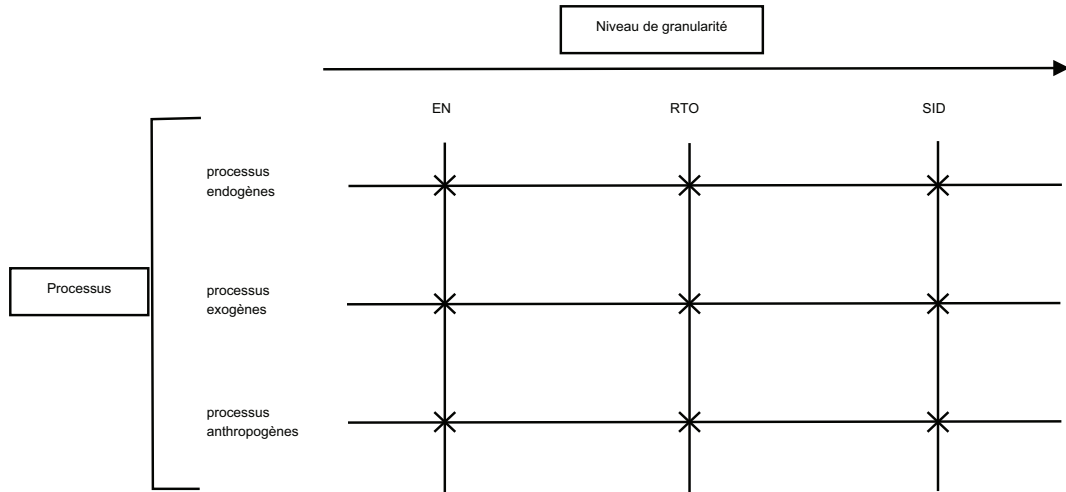 Niveau de granularité
EN
RTO
SID
processus
endogènes
Processus
processus
exogènes
processus
anthropogènes